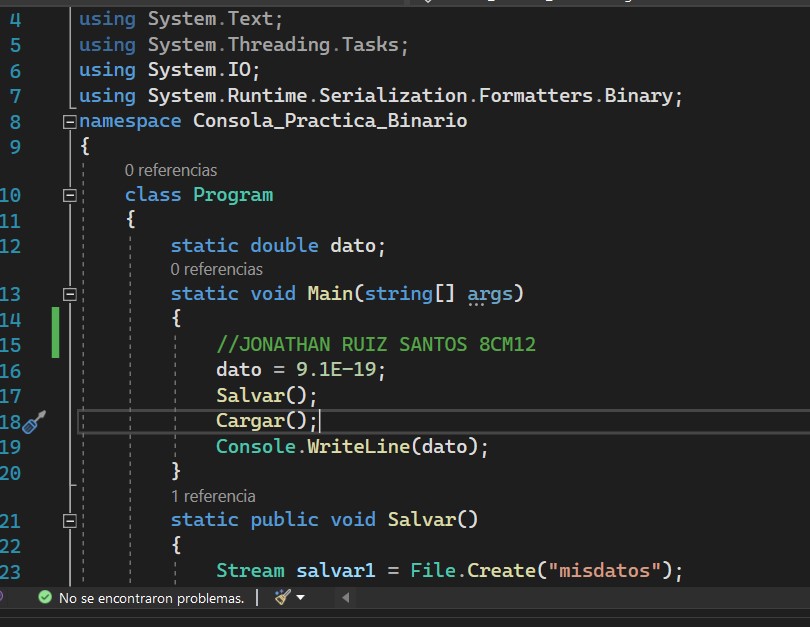 4 using System.Text;
5 using System.Threading.Tasks;
6 using System.IO;
7 using System.Runtime.Serialization.Formatters.Binary;
8 namespace Consola_Practica_Binario
9 {
0 referencias
10 class Program
11 {
12 static double dato;
0 referencias
13 static void Main(string[] args)
14 {
15 //JONATHAN RUIZ SANTOS 8CM12
16 dato = 9.1E-19;
17 Salvar();
18 Cargar();
19 Console.WriteLine(dato);
20 }
1 referencia
21 static public void Salvar()
22 {
23 Stream salvar1 = File.Create("misdatos");
No se encontraron problemas.